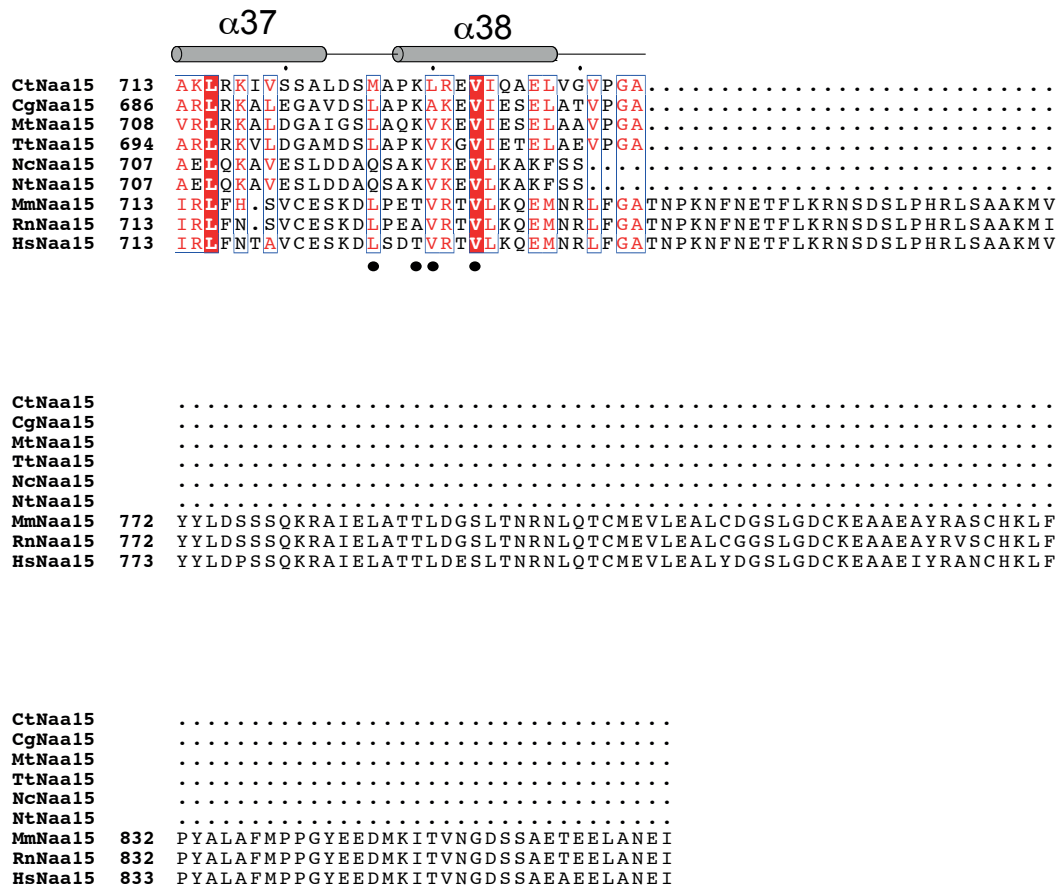 α37 α38
CtNaa15 713 AKLRKIVSSALDSMAPKLREVIQAELVGVPGA............................
CgNaa15 686 ARLRKALEGAVDSLAPKAKEVIESELATVPGA............................
MtNaa15 708 VRLRKALDGAIGSLAQKVKEVIESELAAVPGA............................
TtNaa15 694 ARLRKVLDGAMDSLAPKVKGVIETELAEVPGA............................
NcNaa15 707 AELQKAVESLDDAQSAKVKEVLKAKFSS................................
NtNaa15 707 AELQKAVESLDDAQSAKVKEVLKAKFSS................................
MmNaa15 713 IRLFH.SVCESKDLPETVRTVLKQEMNRLFGATNPKNFNETFLKRNSDSLPHRLSAAKMV
RnNaa15 713 IRLFN.SVCESKDLPEAVRTVLKQEMNRLFGATNPKNFNETFLKRNSDSLPHRLSAAKMI
HsNaa15 713 IRLFNTAVCESKDLSDTVRTVLKQEMNRLFGATNPKNFNETFLKRNSDSLPHRLSAAKMV
CtNaa15 ............................................................
CgNaa15 ............................................................
MtNaa15 ............................................................
TtNaa15 ............................................................
NcNaa15 ............................................................
NtNaa15 ............................................................
MmNaa15 772 YYLDSSSQKRAIELATTLDGSLTNRNLQTCMEVLEALCDGSLGDCKEAAEAYRASCHKLF
RnNaa15 772 YYLDSSSQKRAIELATTLDGSLTNRNLQTCMEVLEALCGGSLGDCKEAAEAYRVSCHKLF
HsNaa15 773 YYLDPSSQKRAIELATTLDESLTNRNLQTCMEVLEALYDGSLGDCKEAAEIYRANCHKLF
CtNaa15 ..................................
CgNaa15 ..................................
MtNaa15 ..................................
TtNaa15 ..................................
NcNaa15 ..................................
NtNaa15 ..................................
MmNaa15 832 PYALAFMPPGYEEDMKITVNGDSSAETEELANEI
RnNaa15 832 PYALAFMPPGYEEDMKITVNGDSSAETEELANEI
HsNaa15 833 PYALAFMPPGYEEDMKITVNGDSSAEAEELANEI